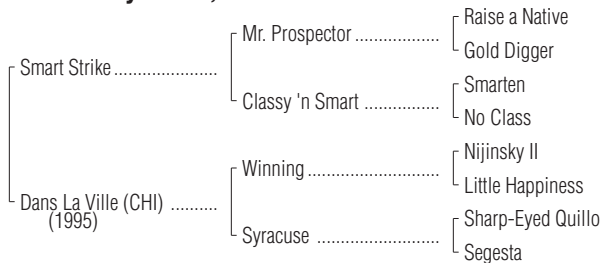 Raise a Native
Mr. Prospector ..................
Gold Digger
Smart Strike......................
Smarten
Classy 'n Smart ................
No Class
Nijinsky II
Winning............................
Little Happiness
Dans La Ville (CHI) ..........
(1995)
Sharp-Eyed Quillo
Syracuse ..........................
Segesta